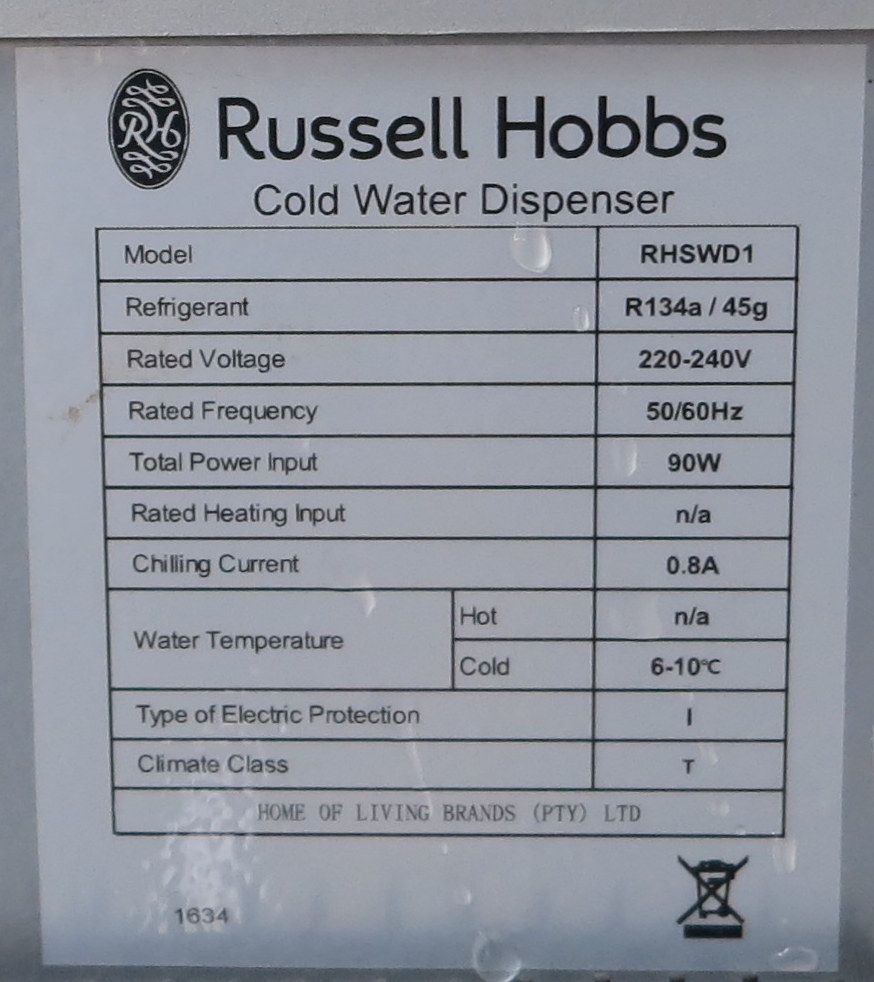 RH
Russell Hobbs
Cold Water Dispenser
Model RHSWD1
Refrigerant R134a / 45g
Rated Voltage 220-240V
Rated Frequency 50/60Hz
Total Power Input 90W
Rated Heating Input n/a
Chilling Current 0.8A
Water Temperature Hot n/a
Cold 6-10℃
Type of Electric Protection I
Climate Class T
HOME OF LIVING BRANDS (PTY) LTD
1634